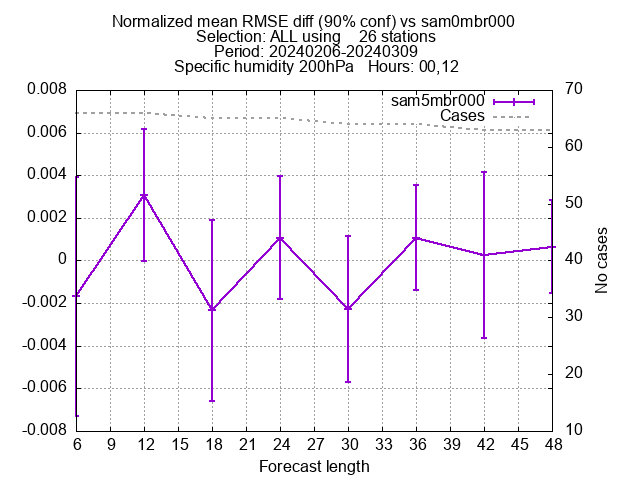 Normalized mean RMSE diff (90% conf) vs sam0mbr000
Selection: ALL using    26 stations
Period: 20240206-20240309
Specific humidity 200hPa   Hours: 00,12
sam5mbr000
Cases
0.008
0.006
0.004
0.002
0
-0.002
-0.004
-0.006
-0.008
70
60
50
40
30
20
10
No cases
6 9 12 15 18 21 24 27 30 33 36 39 42 45 48
Forecast length